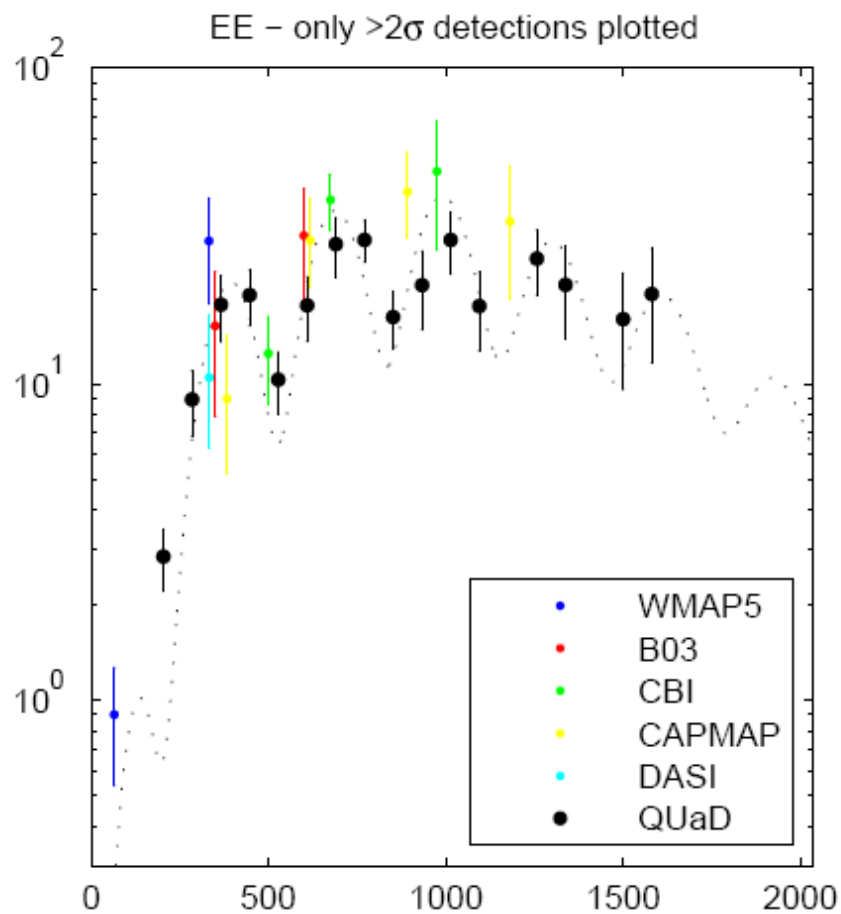 EE − only >2σ detections plotted
10^2
10^1
10^0
WMAP5
B03
CBI
CAPMAP
DASI
QUaD
0 500 1000 1500 2000